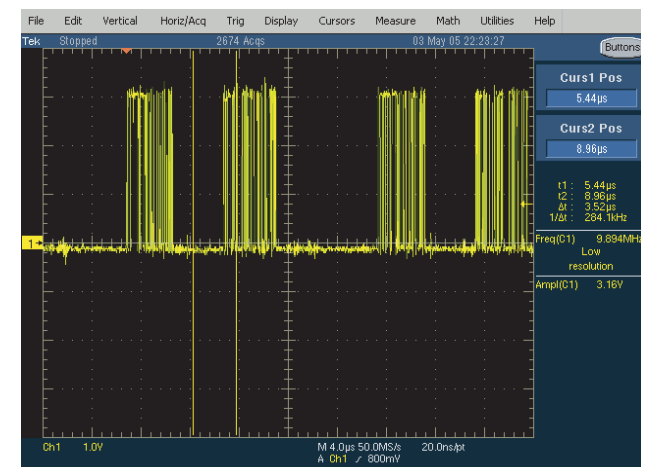 File Edit Vertical Horiz/Acq Trig Display Cursors Measure Math Utilities Help
Tek Stopped 2674 Acqs 03 May 05 22:23:27
Buttons
Curs1 Pos
5.44µs
Curs2 Pos
8.96µs
t1 : 5.44µs
t2 : 8.96µs
Δt : 3.52µs
1/Δt : 284.1kHz
1
Freq(C1) 9.894MHz
Low
resolution
Ampl(C1) 3.16V
Ch1 1.0V M 4.0µs 50.0MS/s 20.0ns/pt
A Ch1 / 800mV